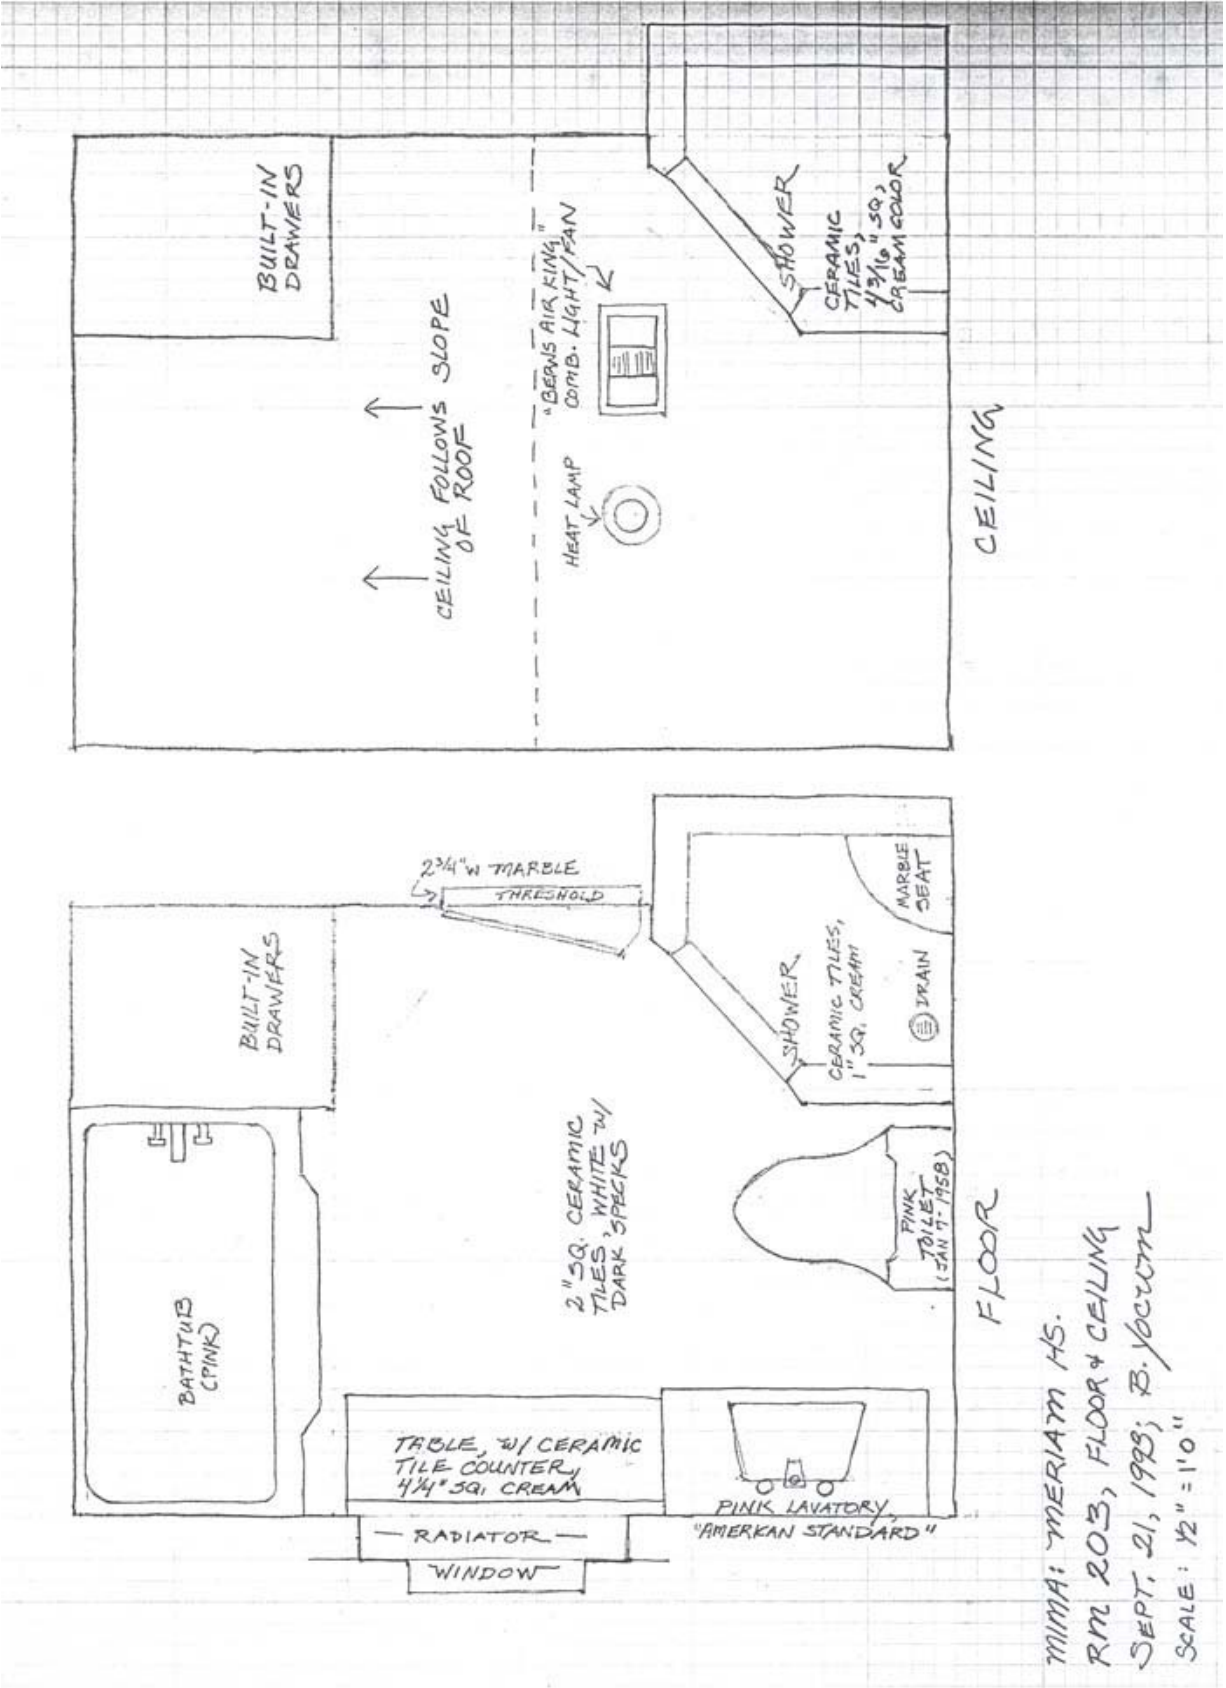 BUILT-IN
DRAWERS
CEILING FOLLOWS SLOPE
OF ROOF
"BERNS AIR KING"
COMB. LIGHT/FAN
HEAT LAMP
SHOWER
CERAMIC
TILES,
4 3/16" SQ,
CREAM COLOR
CEILING
2 3/4" W MARBLE
THRESHOLD
BUILT-IN
DRAWERS
MARBLE
SEAT
DRAIN
SHOWER
CERAMIC TILES,
1" SQ. CREAM
2" SQ. CERAMIC
TILES, WHITE W/
DARK SPECKS
PINK
TOILET
(JAN 7-1958)
BATHTUB
(PINK)
TABLE, W/ CERAMIC
TILE COUNTER,
4 1/4" SQ, CREAM
RADIATOR
WINDOW
PINK LAVATORY,
"AMERICAN STANDARD"
FLOOR
MIMA: MERIAM HS.
RM 203, FLOOR & CEILING
SEPT. 21, 1993; B. Yocum
SCALE: 1/2" = 1'0"